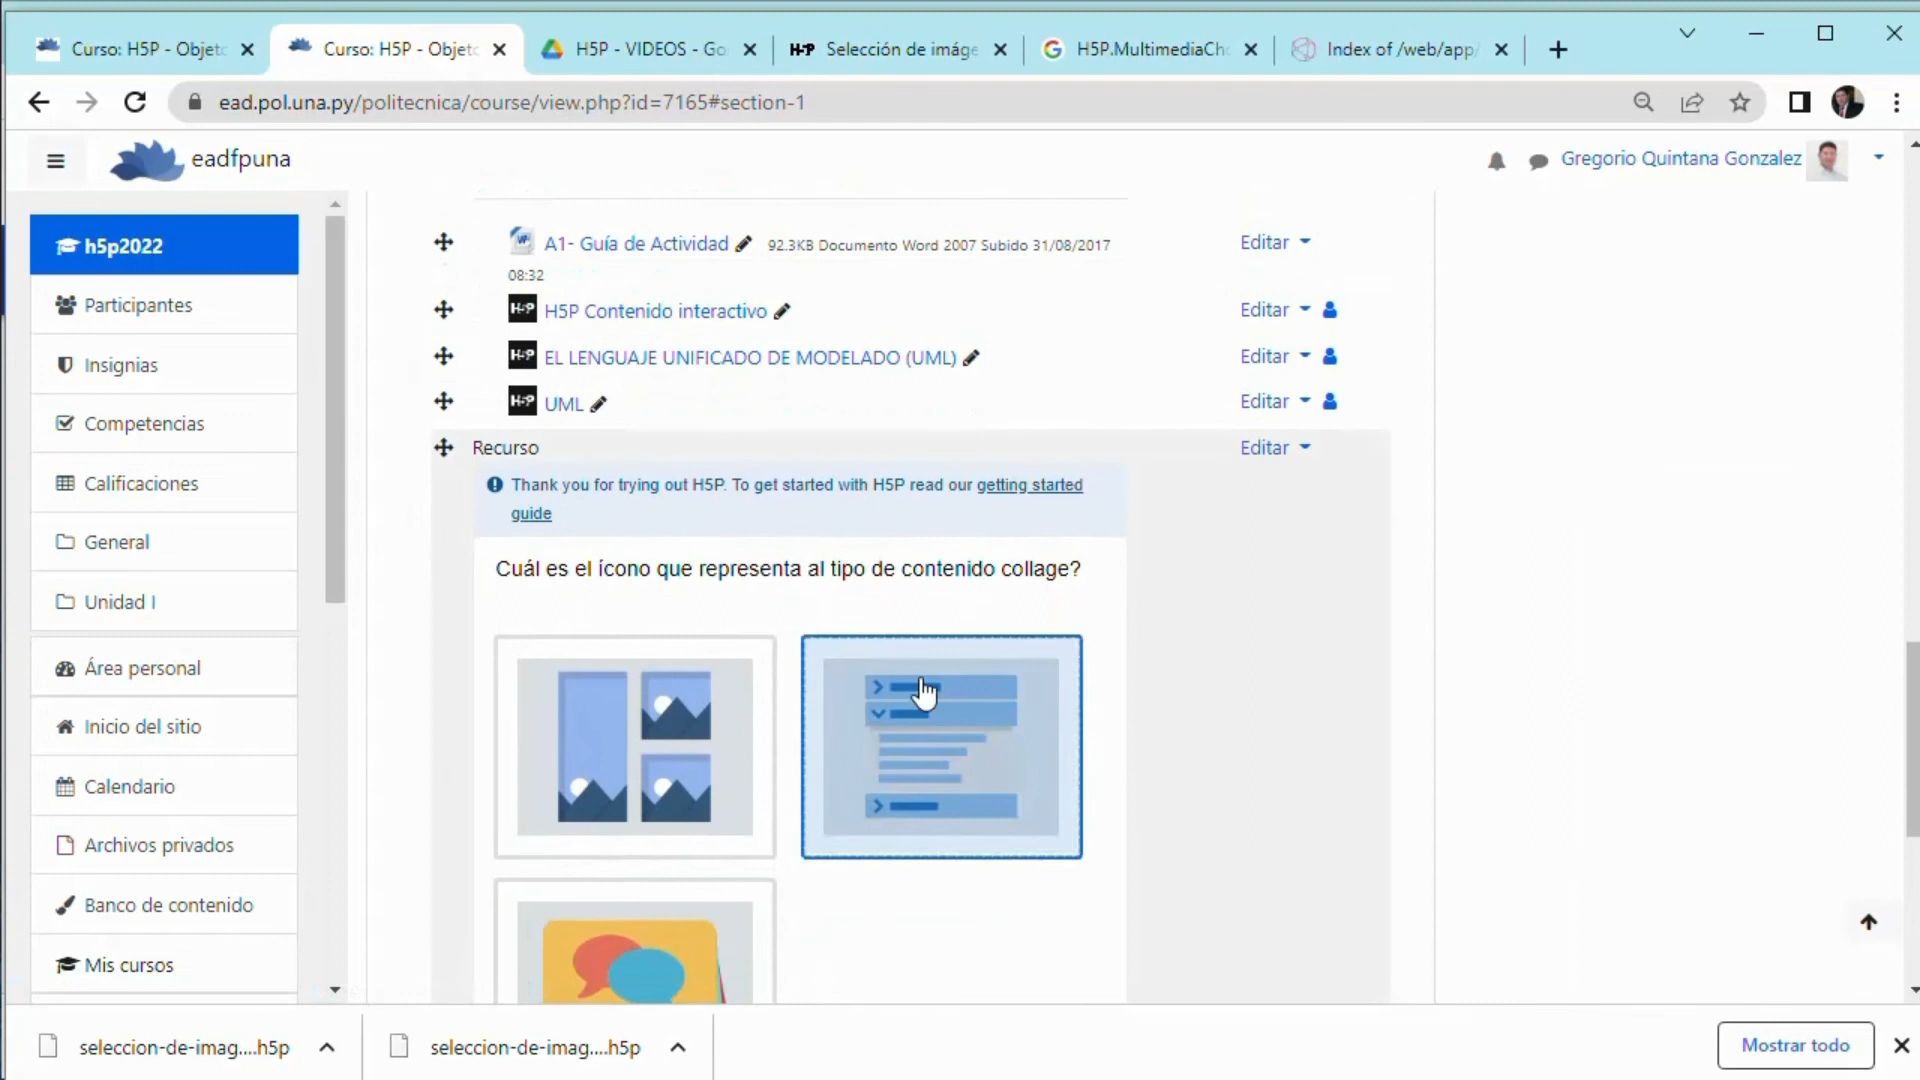 Curso: H5P - Objeto
Curso: H5P - Objeto
H5P - VIDEOS - Go
H-P Selección de imáge
H5P.MultimediaCh
Index of /web/app/
ead.pol.una.py/politecnica/course/view.php?id=7165#section-1
eadfpuna
Gregorio Quintana Gonzalez
h5p2022
Participantes
Insignias
Competencias
Calificaciones
General
Unidad I
Área personal
Inicio del sitio
Calendario
Archivos privados
Banco de contenido
Mis cursos
A1- Guía de Actividad 92.3KB Documento Word 2007 Subido 31/08/2017 Editar
08:32
H-P H5P Contenido interactivo Editar
H-P EL LENGUAJE UNIFICADO DE MODELADO (UML) Editar
H-P UML Editar
Recurso Editar
Thank you for trying out H5P. To get started with H5P read our getting started
guide
Cuál es el ícono que representa al tipo de contenido collage?
seleccion-de-imag....h5p
seleccion-de-imag....h5p
Mostrar todo